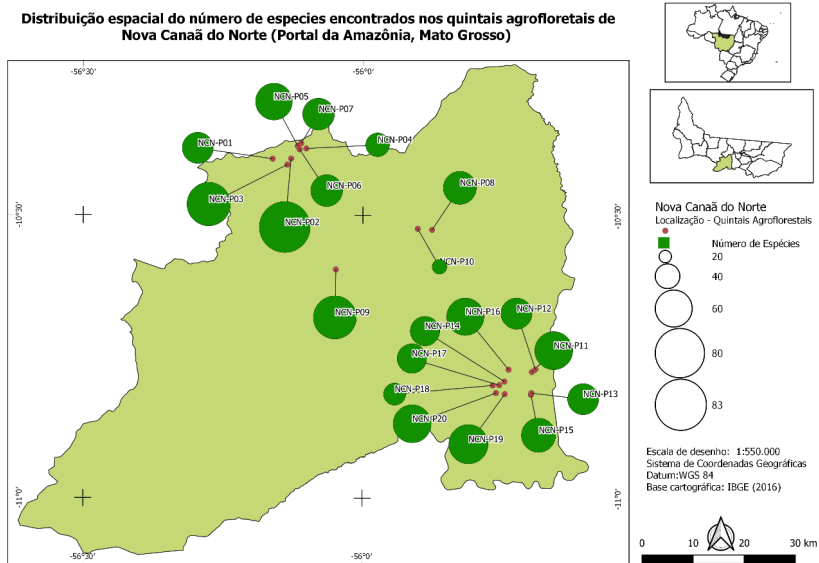 Distribuição espacial do número de especies encontrados nos quintais agrofloretais de
Nova Canaã do Norte (Portal da Amazônia, Mato Grosso)
-56°30'
-56°0'
NCN-P05
NCN-P07
NCN-P01
NCN-P04
NCN-P06
NCN-P08
NCN-P03
NCN-P02
-10°30'
-10°30'
NCN-P10
NCN-P09
NCN-P16
NCN-P12
NCN-P14
NCN-P11
NCN-P17
NCN-P18
NCN-P13
NCN-P20
NCN-P19
NCN-P15
-11°0'
-11°0'
-56°30'
-56°0'
Nova Canaã do Norte
Localização - Quintais Agroflorestais
Número de Espécies
20
40
60
80
83
Escala de desenho: 1:550.000
Sistema de Coordenadas Geográficas
Datum:WGS 84
Base cartográfica: IBGE (2016)
0 10 20 30 km